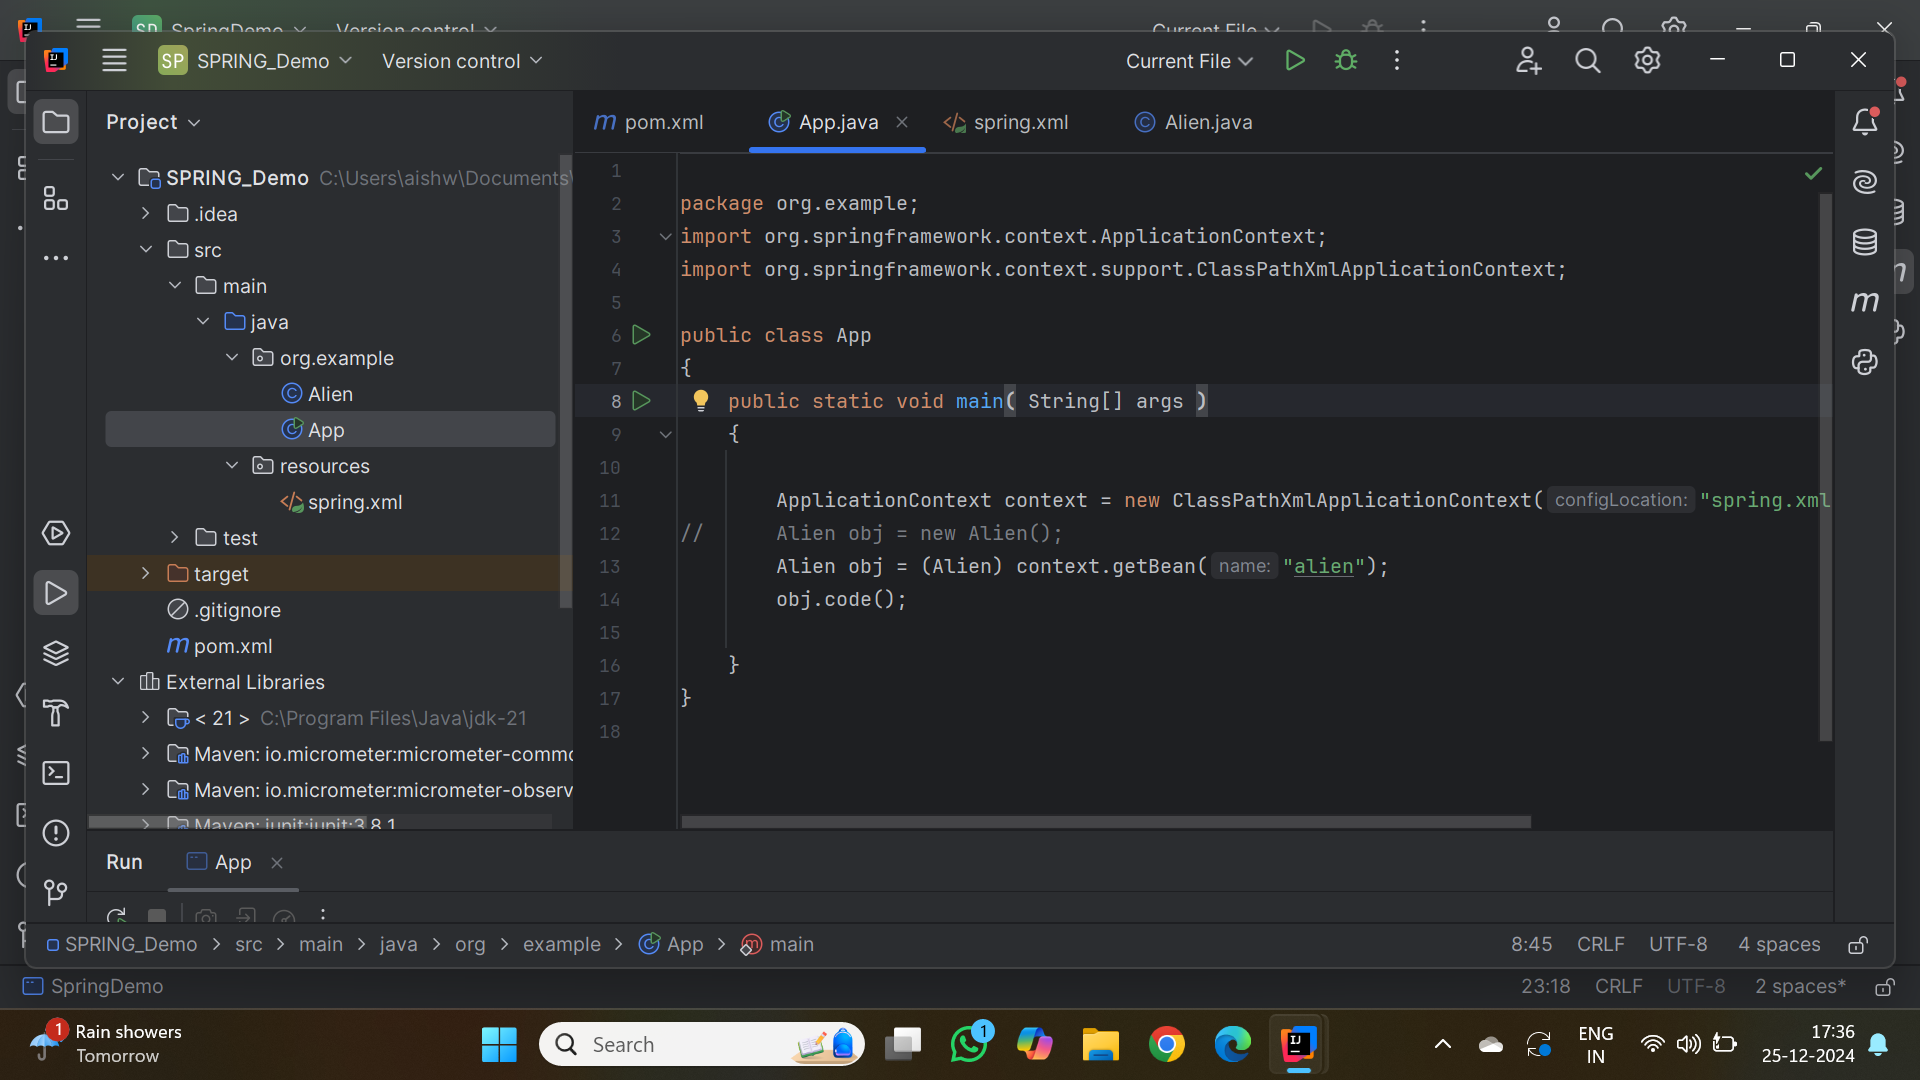 SP SPRING_Demo Version control Current File
Project
pom.xml App.java spring.xml Alien.java
SPRING_Demo C:\Users\aishw\Documents\
.idea
src
main
java
org.example
Alien
App
resources
spring.xml
test
target
.gitignore
pom.xml
External Libraries
< 21 > C:\Program Files\Java\jdk-21
Maven: io.micrometer:micrometer-commo
Maven: io.micrometer:micrometer-observ
Maven: junit:junit:3.8.1
1
2 package org.example;
3 import org.springframework.context.ApplicationContext;
4 import org.springframework.context.support.ClassPathXmlApplicationContext;
5
6 public class App
7 {
8 public static void main( String[] args )
9 {
10
11 ApplicationContext context = new ClassPathXmlApplicationContext( configLocation: "spring.xml
12 // Alien obj = new Alien();
13 Alien obj = (Alien) context.getBean( name: "alien");
14 obj.code();
15
16 }
17 }
18
Run App
SPRING_Demo > src > main > java > org > example > App > main 8:45 CRLF UTF-8 4 spaces
SpringDemo 23:18 CRLF UTF-8 2 spaces*
1 Rain showers
Tomorrow
Search
1
ENG
IN
17:36
25-12-2024